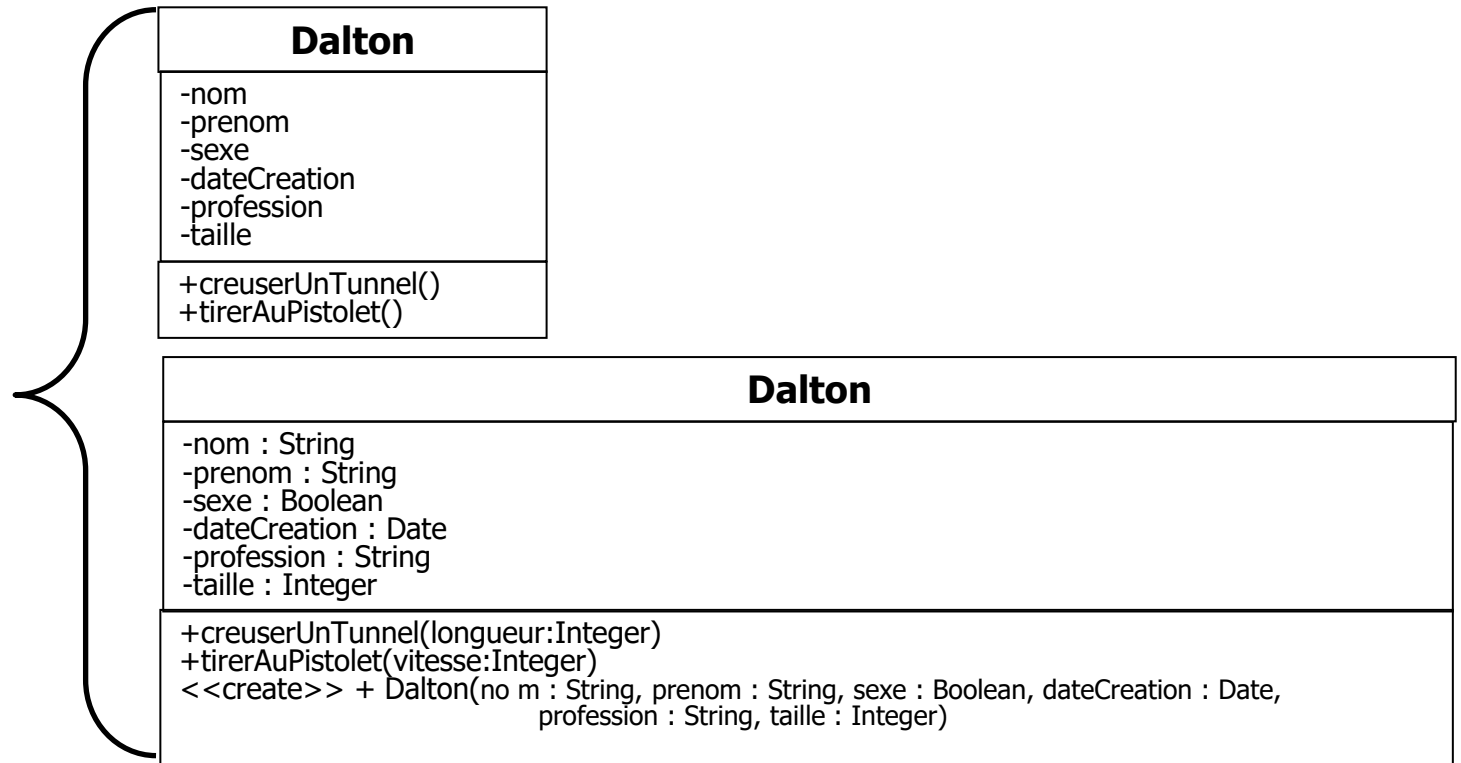 Dalton
-nom
-prenom
-sexe
-dateCreation
-profession
-taille
+creuserUnTunnel()
+tirerAuPistolet()
Dalton
-nom : String
-prenom : String
-sexe : Boolean
-dateCreation : Date
-profession : String
-taille : Integer
+creuserUnTunnel(longueur:Integer)
+tirerAuPistolet(vitesse:Integer)
<<create>> + Dalton(no m : String, prenom : String, sexe : Boolean, dateCreation : Date,
profession : String, taille : Integer)